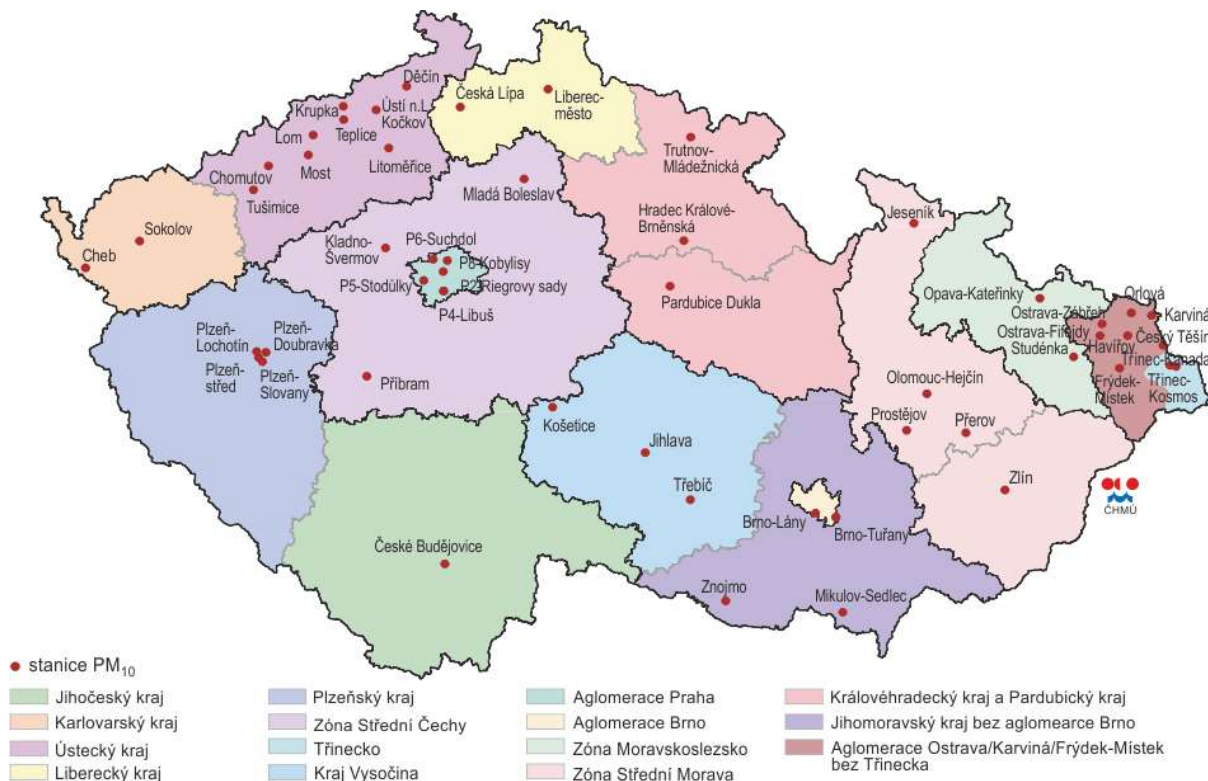 Děčín
Česká Lípa
Liberec-
město
Krupka
Ústí n.L
Kočkov
Teplice
Lom
Trutnov-
Mládežnická
Most
Litoměřice
Chomutov
Tušimice
Mladá Boleslav
Jeseník
Sokolov
Hradec Králové-
Brněnská
Kladno-
Švermov
P6-Suchdol
P8-Kobylisy
Cheb
P5-Stodůlky
P2-Riegrovy sady
P4-Libuš
Pardubice Dukla
Opava-Kateřinky
Orlová
Ostrava-Zábřeh
Karviná
Ostrava-Fifejdy
Český Těšín
Havířov
Studénka
Třinec-Kanada
Plzeň-
Lochotín
Plzeň-
Doubravka
Plzeň-
střed
Plzeň-
Slovany
Příbram
Frýdek-
Místek
Třinec-
Kosmos
Olomouc-Hejčín
Košetice
Prostějov
Přerov
Jihlava
Třebíč
Zlín
ČHMÚ
Brno-Lány
Brno-Tuřany
České Budějovice
Znojmo
Mikulov-Sedlec
stanice PM10
Jihočeský kraj
Karlovarský kraj
Ústecký kraj
Liberecký kraj
Plzeňský kraj
Zóna Střední Čechy
Třinecko
Kraj Vysočina
Aglomerace Praha
Aglomerace Brno
Zóna Moravskoslezsko
Zóna Střední Morava
Královéhradecký kraj a Pardubický kraj
Jihomoravský kraj bez aglomearce Brno
Aglomerace Ostrava/Karviná/Frýdek-Místek
bez Třinecka